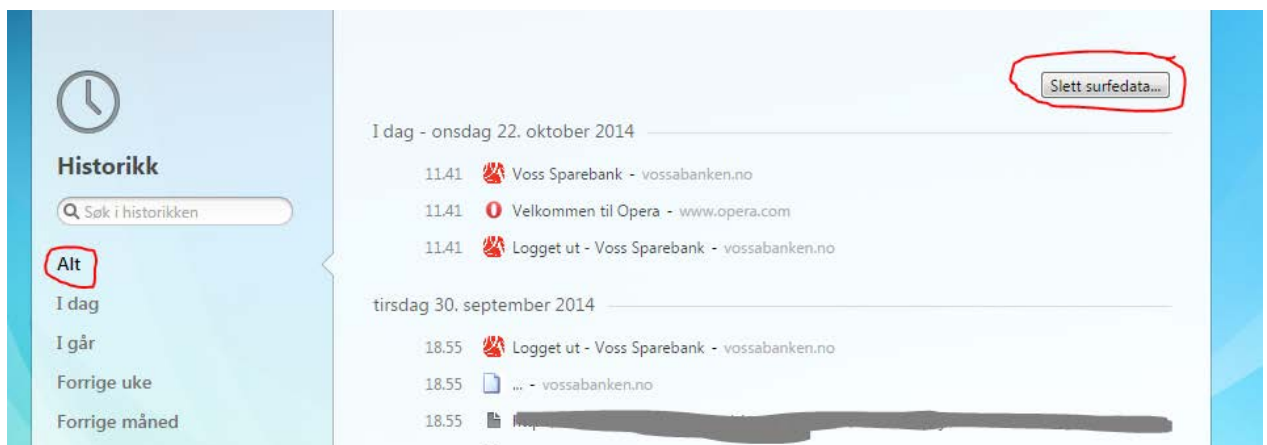 Historikk
Søk i historikken
Alt
I dag
I går
Forrige uke
Forrige måned
Slett surfedata...
I dag - onsdag 22. oktober 2014
11.41 Voss Sparebank - vossabanken.no
11.41 Velkommen til Opera - www.opera.com
11.41 Logget ut - Voss Sparebank - vossabanken.no
tirsdag 30. september 2014
18.55 Logget ut - Voss Sparebank - vossabanken.no
18.55 ... - vossabanken.no
18.55